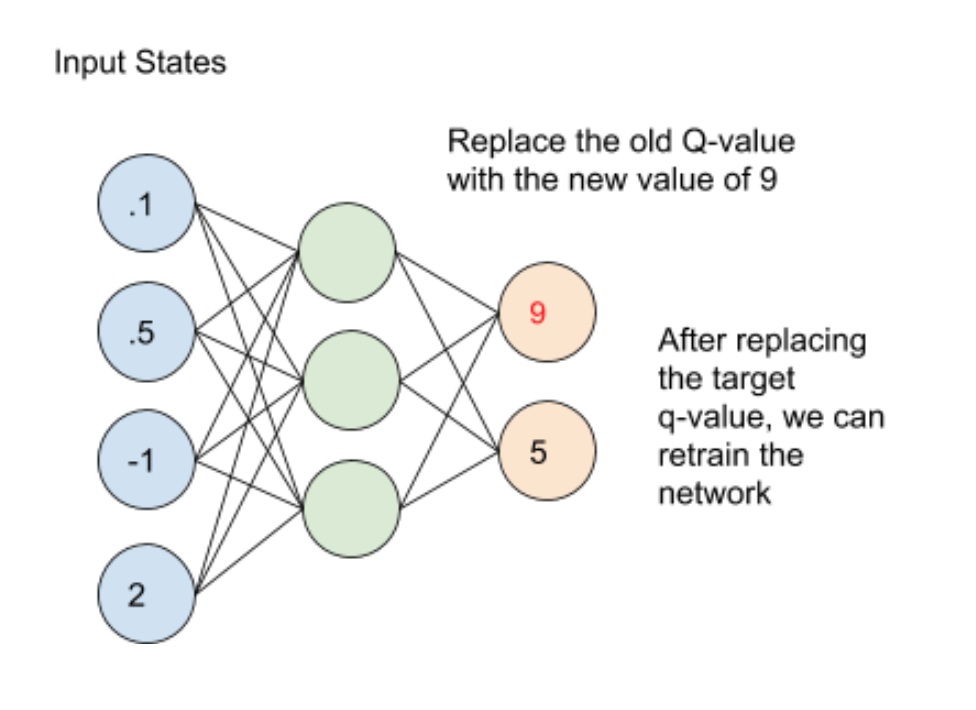 Input States
Replace the old Q-value
with the new value of 9
.1
.5
-1
2
9
5
After replacing
the target
q-value, we can
retrain the
network